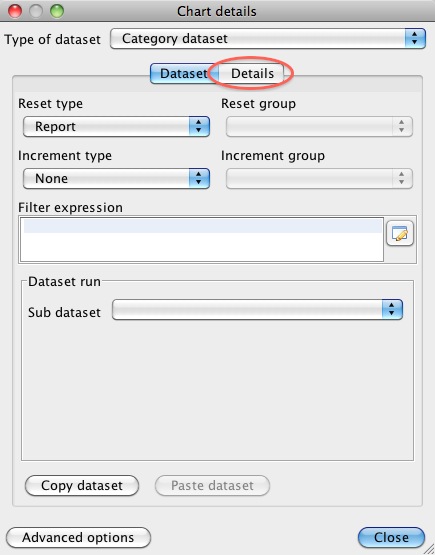 Chart details
Type of dataset Category dataset
Dataset Details
Reset type Reset group
Report
Increment type Increment group
None
Filter expression
Dataset run
Sub dataset
Copy dataset Paste dataset
Advanced options Close